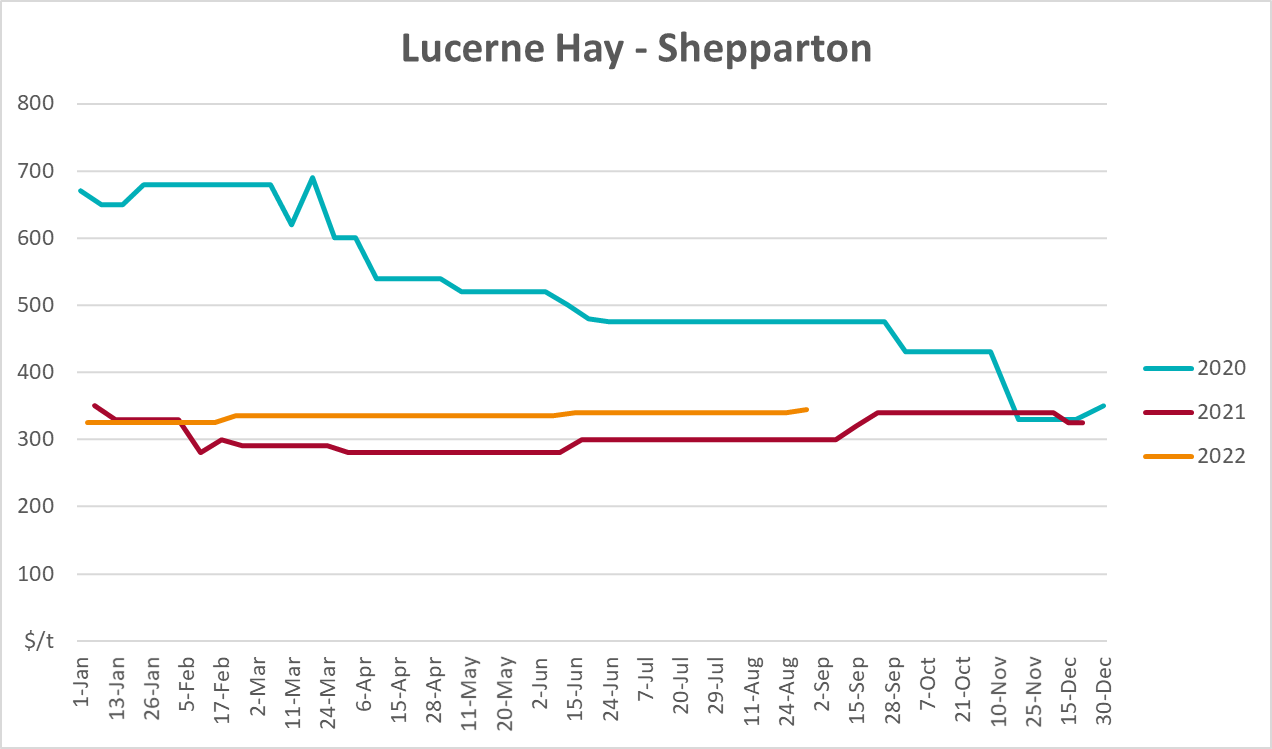 Lucerne Hay - Shepparton
800
700
600
500
400
300
200
100
$/t
1-Jan
13-Jan
26-Jan
5-Feb
17-Feb
2-Mar
11-Mar
24-Mar
6-Apr
15-Apr
28-Apr
11-May
20-May
2-Jun
15-Jun
24-Jun
7-Jul
20-Jul
29-Jul
11-Aug
24-Aug
2-Sep
15-Sep
28-Sep
7-Oct
21-Oct
10-Nov
25-Nov
15-Dec
30-Dec
2020
2021
2022